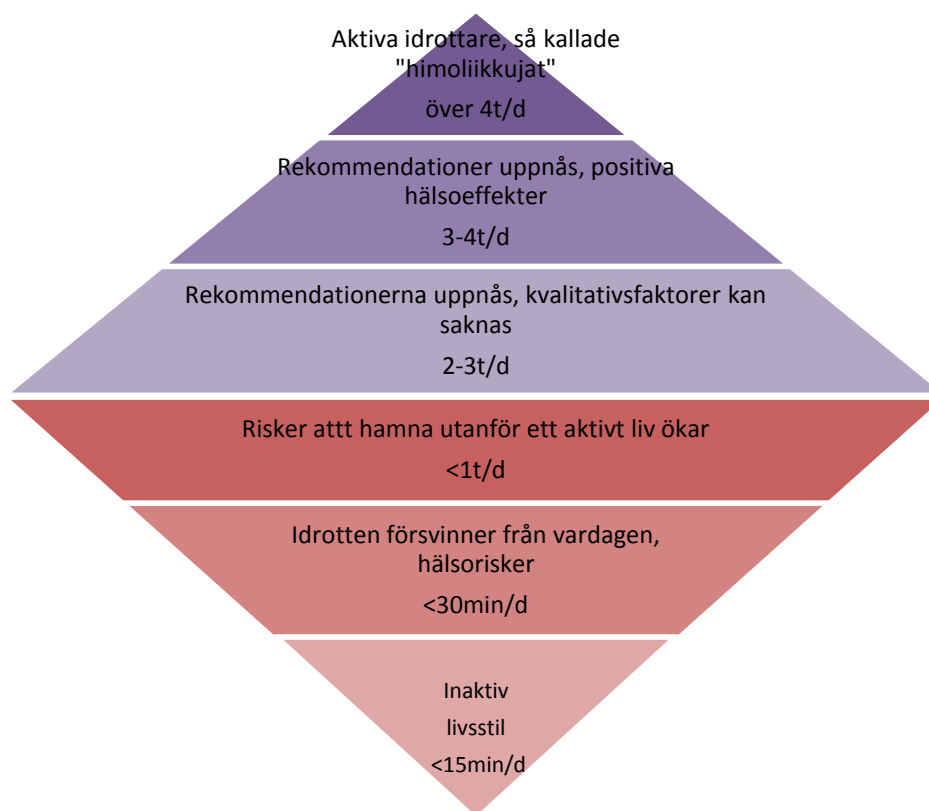 Aktiva idrottare, så kallade
"himoliikkujat"
över 4t/d
Rekommendationer uppnås, positiva
hälsoeffekter
3-4t/d
Rekommendationerna uppnås, kvalitativsfaktorer kan
saknas
2-3t/d
Risker attt hamna utanför ett aktivt liv ökar
<1t/d
Idrotten försvinner från vardagen,
hälsorisker
<30min/d
Inaktiv
livsstil
<15min/d